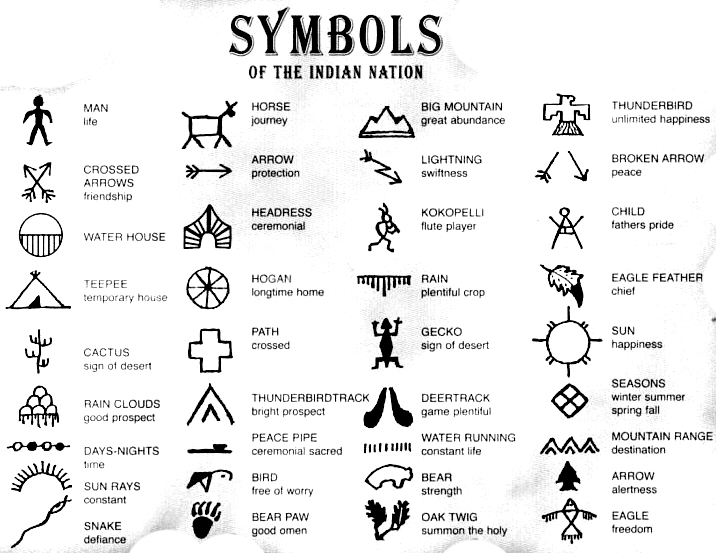 SYMBOLS
OF THE INDIAN NATION
MAN
life
HORSE
journey
BIG MOUNTAIN
great abundance
THUNDERBIRD
unlimited happiness
CROSSED
ARROWS
friendship
ARROW
protection
LIGHTNING
swiftness
BROKEN ARROW
peace
WATER HOUSE
HEADRESS
ceremonial
KOKOPELLI
flute player
CHILD
fathers pride
TEEPEE
temporary house
HOGAN
longtime home
RAIN
plentiful crop
EAGLE FEATHER
chief
CACTUS
sign of desert
PATH
crossed
GECKO
sign of desert
SUN
happiness
RAIN CLOUDS
good prospect
THUNDERBIRDTRACK
bright prospect
DEERTRACK
game plentiful
SEASONS
winter summer
spring fall
DAYS-NIGHTS
time
PEACE PIPE
ceremonial sacred
WATER RUNNING
constant life
MOUNTAIN RANGE
destination
SUN RAYS
constant
BIRD
free of worry
BEAR
strength
ARROW
alertness
SNAKE
defiance
BEAR PAW
good omen
OAK TWIG
summon the holy
EAGLE
freedom